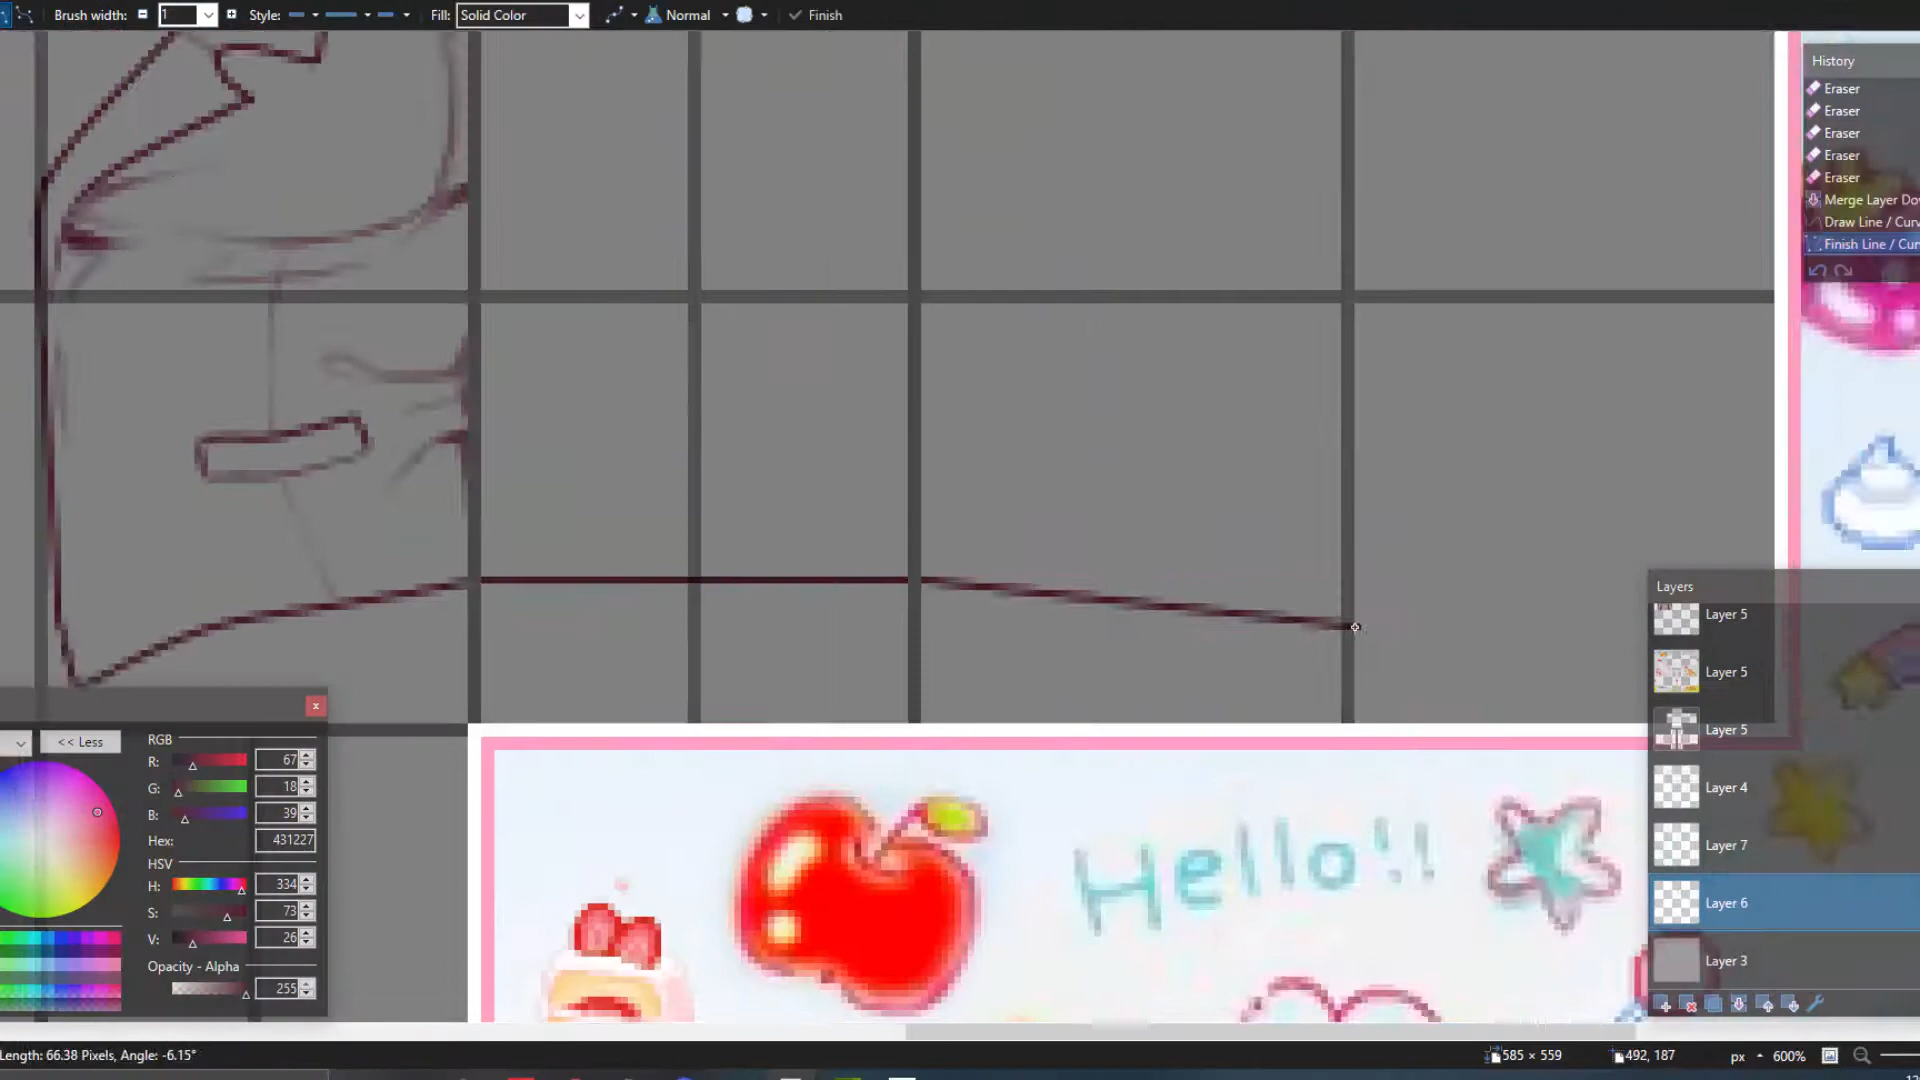 Brush width: 1 Style: Fill: Solid Color Normal Finish
History
Eraser
Eraser
Eraser
Eraser
Eraser
Merge Layer Do
Draw Line / Cur
Finish Line / Cur
Layers
Layer 5
Layer 5
Layer 5
Layer 4
Layer 7
Layer 6
Layer 3
<< Less
RGB
R: 67
G: 18
B: 39
Hex: 431227
HSV
H: 334
S: 73
V: 26
Opacity - Alpha
255
Hello!!
Length: 66.38 Pixels, Angle: -6.15°
585 × 559
492, 187
px
600%